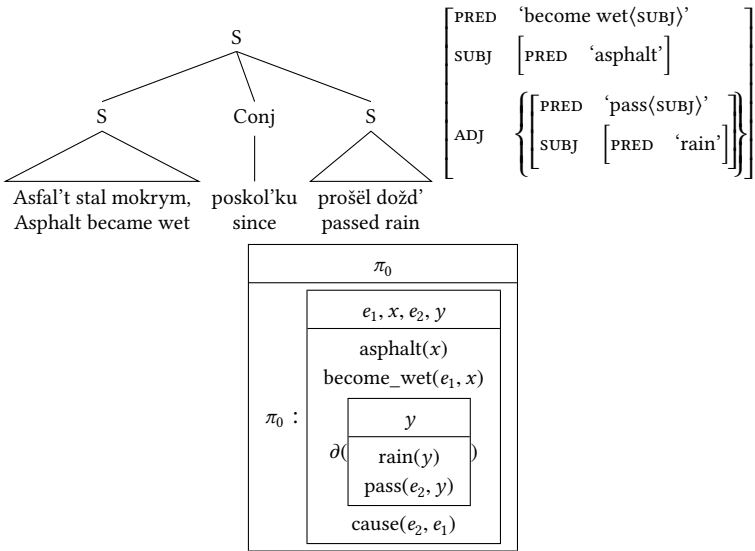 S
S Conj S
Asfal't stal mokrym, poskol'ku prošël dožd'
Asphalt became wet since passed rain
PRED ‘become wet⟨SUBJ⟩’
SUBJ [PRED ‘asphalt’]
ADJ
PRED ‘pass⟨SUBJ⟩’
SUBJ [PRED ‘rain’]
π₀
e₁, x, e₂, y
asphalt(x)
become_wet(e₁, x)
π₀ :
y
∂( )
rain(y)
pass(e₂, y)
cause(e₂, e₁)